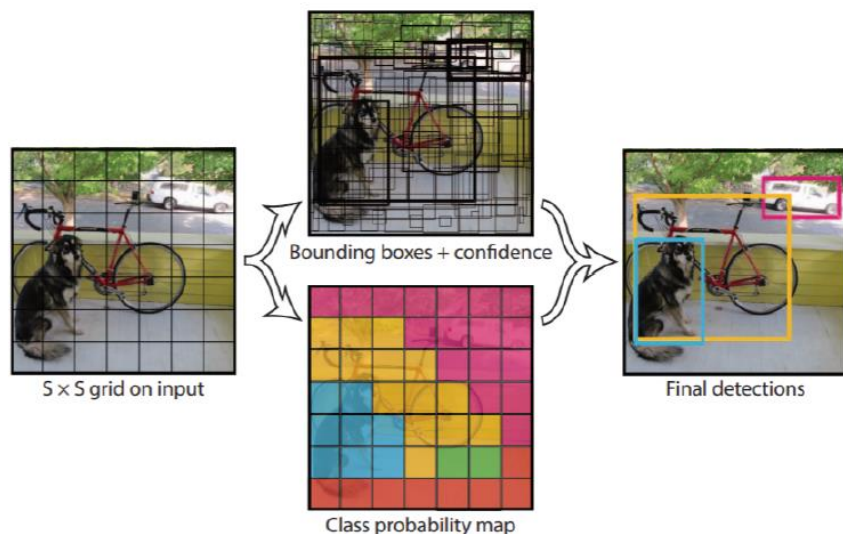 Bounding boxes + confidence
S × S grid on input
Final detections
Class probability map